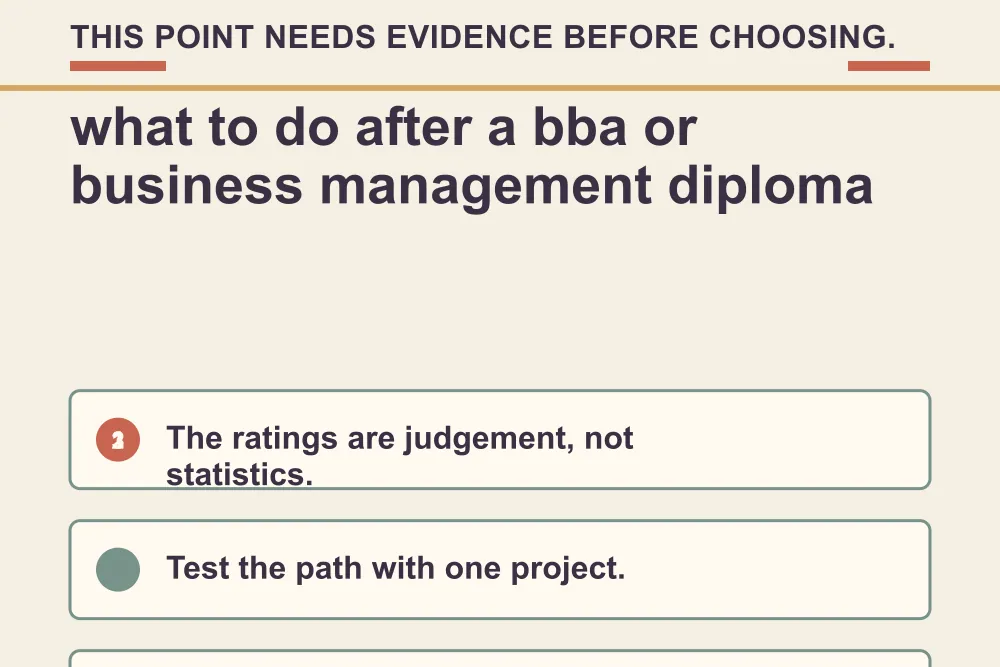 THIS POINT NEEDS EVIDENCE BEFORE CHOOSING.
what to do after a bba or
business management diploma
The ratings are judgement, not
statistics.
Test the path with one project.